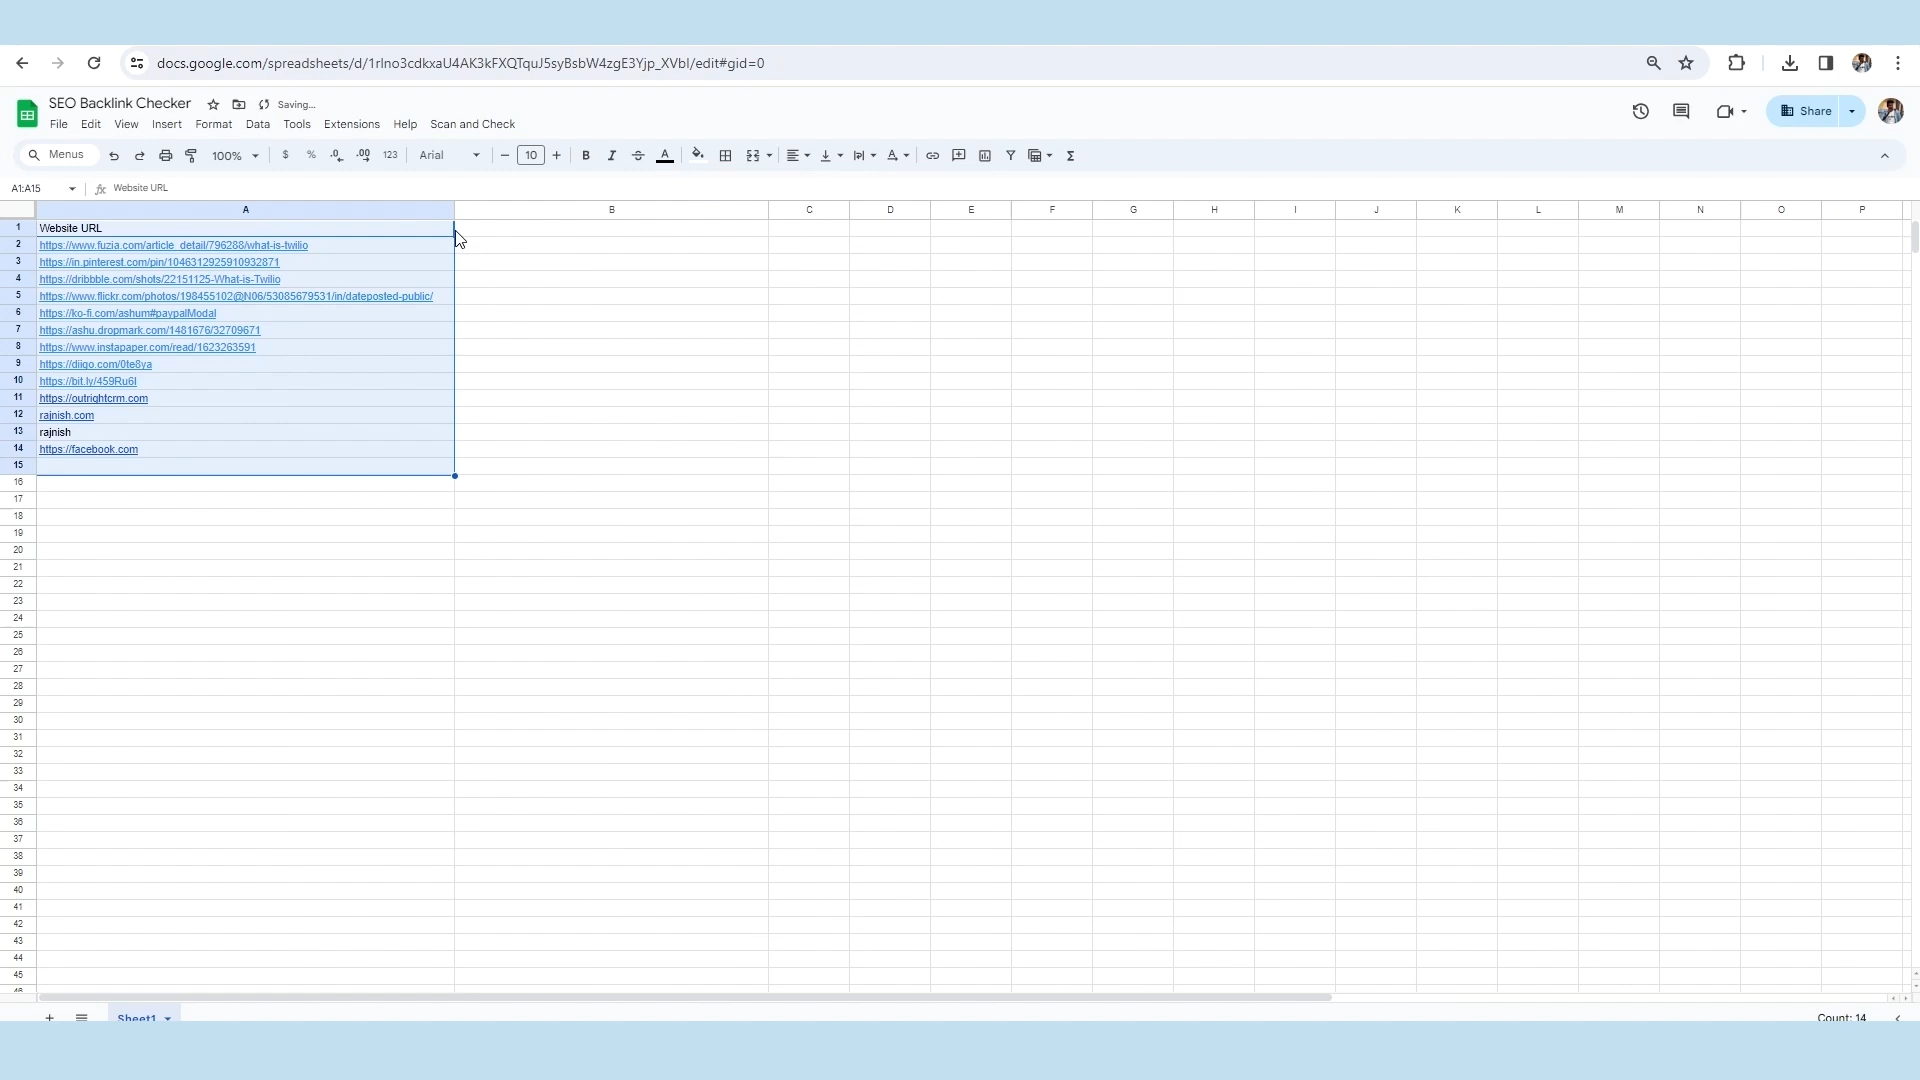 docs.google.com/spreadsheets/d/1rIno3cdkxaU4AK3kFXQTquJ5syBsbW4zgE3Yjp_XVbI/edit#gid=0
SEO Backlink Checker Saving...
File Edit View Insert Format Data Tools Extensions Help Scan and Check
Share
Menus 100% $ % .0 .00 123 Arial 10 B I A
A1:A15 fx Website URL
A B C D E F G H I J K L M N O P
1 Website URL
2 https://www.fuzia.com/article_detail/796288/what-is-twilio
3 https://in.pinterest.com/pin/1046312925910932871
4 https://dribbble.com/shots/22151125-What-is-Twilio
5 https://www.flickr.com/photos/198455102@N06/53085679531/in/dateposted-public/
6 https://ko-fi.com/ashum#paypalModal
7 https://ashu.dropmark.com/1481676/32709671
8 https://www.instapaper.com/read/1623263591
9 https://diigo.com/0te8ya
10 https://bit.ly/459Ru6I
11 https://outrightcrm.com
12 rajnish.com
13 rajnish
14 https://facebook.com
15
16
17
18
19
20
21
22
23
24
25
26
27
28
29
30
31
32
33
34
35
36
37
38
39
40
41
42
43
44
45
46
Sheet1 Count: 14